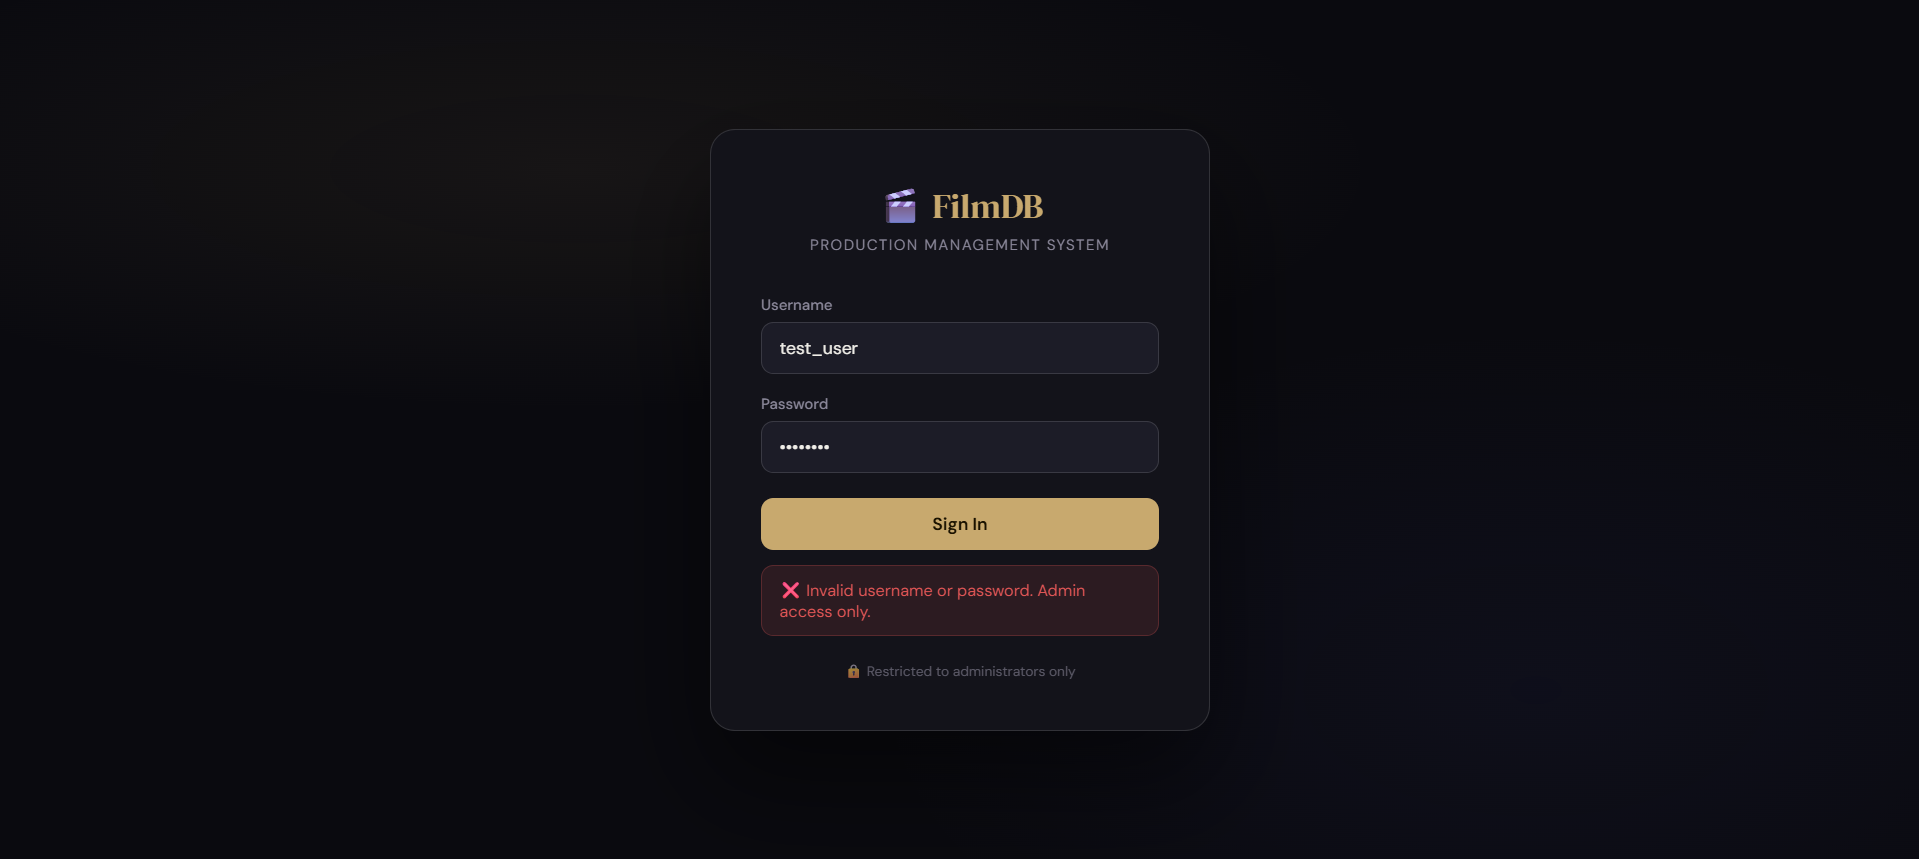 🎬 FilmDB
PRODUCTION MANAGEMENT SYSTEM
Username
test_user
Password
••••••••
Sign In
❌ Invalid username or password. Admin
access only.
🔒 Restricted to administrators only